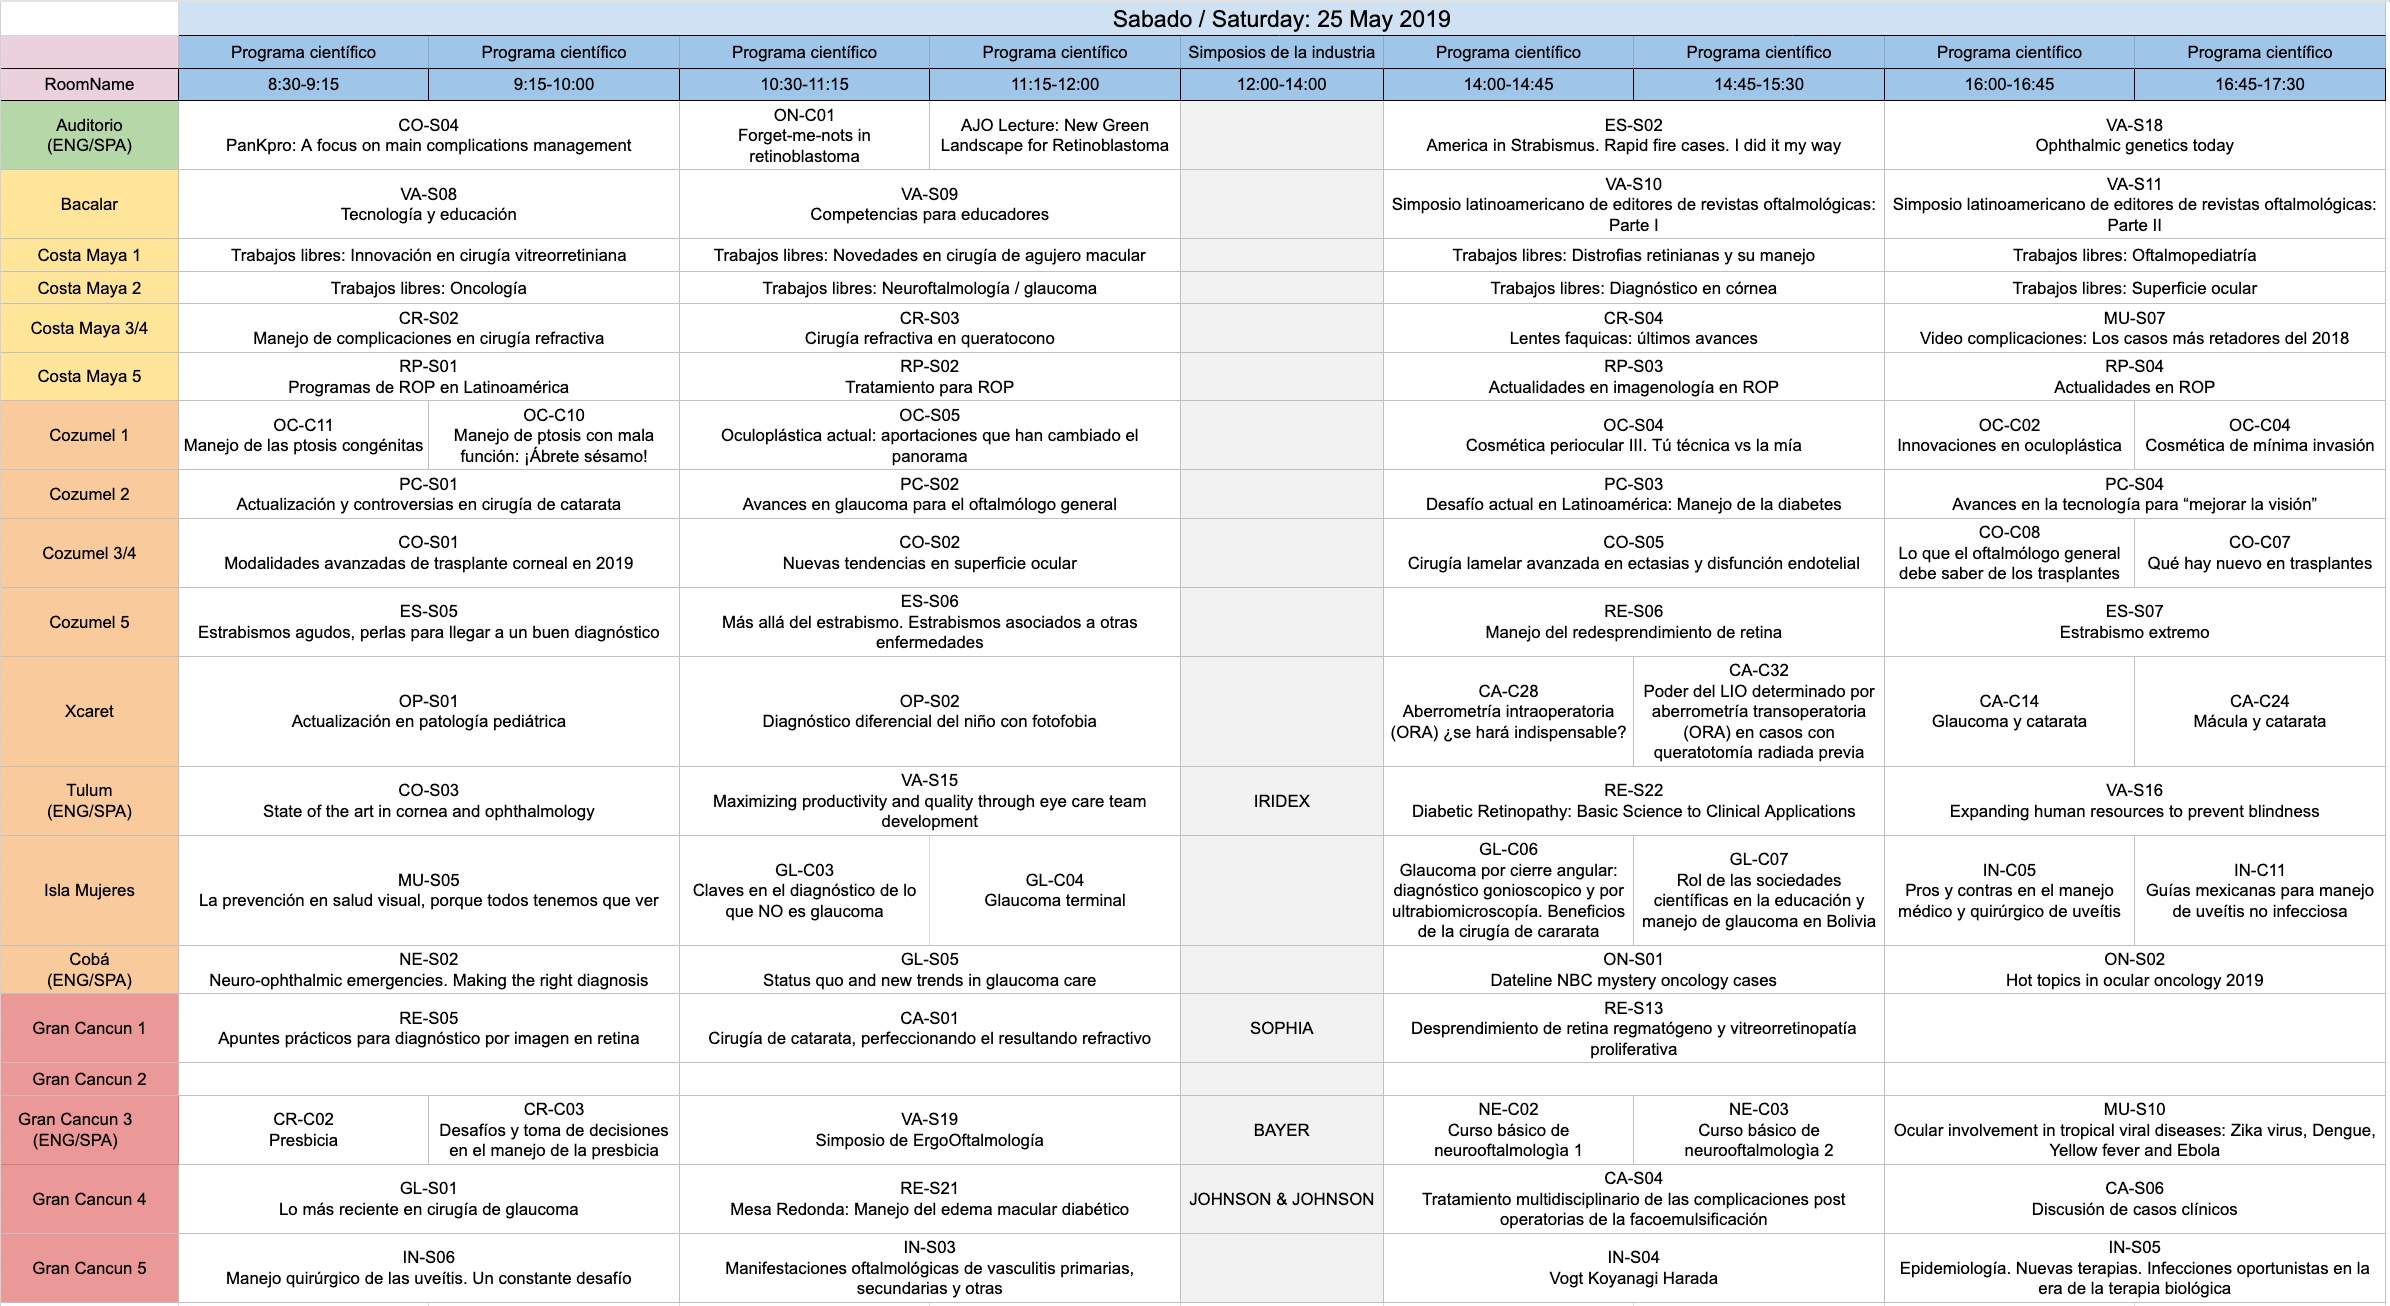 Sabado / Saturday: 25 May 2019
Programa científico
Programa científico
Programa científico
Programa científico
Simposios de la industria
Programa científico
Programa científico
Programa científico
Programa científico
RoomName
8:30-9:15
9:15-10:00
10:30-11:15
11:15-12:00
12:00-14:00
14:00-14:45
14:45-15:30
16:00-16:45
16:45-17:30
Auditorio
(ENG/SPA)
CO-S04
PanKpro: A focus on main complications management
ON-C01
Forget-me-nots in
retinoblastoma
AJO Lecture: New Green
Landscape for Retinoblastoma
ES-S02
America in Strabismus. Rapid fire cases. I did it my way
VA-S18
Ophthalmic genetics today
Bacalar
VA-S08
Tecnología y educación
VA-S09
Competencias para educadores
VA-S10
Simposio latinoamericano de editores de revistas oftalmológicas:
Parte I
VA-S11
Simposio latinoamericano de editores de revistas oftalmológicas:
Parte II
Costa Maya 1
Trabajos libres: Innovación en cirugía vitreorretiniana
Trabajos libres: Novedades en cirugía de agujero macular
Trabajos libres: Distrofias retinianas y su manejo
Trabajos libres: Oftalmopediatría
Costa Maya 2
Trabajos libres: Oncología
Trabajos libres: Neuroftalmología / glaucoma
Trabajos libres: Diagnóstico en córnea
Trabajos libres: Superficie ocular
Costa Maya 3/4
CR-S02
Manejo de complicaciones en cirugía refractiva
CR-S03
Cirugía refractiva en queratocono
CR-S04
Lentes faquicas: últimos avances
MU-S07
Video complicaciones: Los casos más retadores del 2018
Costa Maya 5
RP-S01
Programas de ROP en Latinoamérica
RP-S02
Tratamiento para ROP
RP-S03
Actualidades en imagenología en ROP
RP-S04
Actualidades en ROP
Cozumel 1
OC-C11
Manejo de las ptosis congénitas
OC-C10
Manejo de ptosis con mala
función: ¡Ábrete sésamo!
OC-S05
Oculoplástica actual: aportaciones que han cambiado el
panorama
OC-S04
Cosmética periocular III. Tú técnica vs la mía
OC-C02
Innovaciones en oculoplástica
OC-C04
Cosmética de mínima invasión
Cozumel 2
PC-S01
Actualización y controversias en cirugía de catarata
PC-S02
Avances en glaucoma para el oftalmólogo general
PC-S03
Desafío actual en Latinoamérica: Manejo de la diabetes
PC-S04
Avances en la tecnología para “mejorar la visión”
Cozumel 3/4
CO-S01
Modalidades avanzadas de trasplante corneal en 2019
CO-S02
Nuevas tendencias en superficie ocular
CO-S05
Cirugía lamelar avanzada en ectasias y disfunción endotelial
CO-C08
Lo que el oftalmólogo general
debe saber de los trasplantes
CO-C07
Qué hay nuevo en trasplantes
Cozumel 5
ES-S05
Estrabismos agudos, perlas para llegar a un buen diagnóstico
ES-S06
Más allá del estrabismo. Estrabismos asociados a otras
enfermedades
RE-S06
Manejo del redesprendimiento de retina
ES-S07
Estrabismo extremo
Xcaret
OP-S01
Actualización en patología pediátrica
OP-S02
Diagnóstico diferencial del niño con fotofobia
CA-C28
Aberrometría intraoperatoria
(ORA) ¿se hará indispensable?
CA-C32
Poder del LIO determinado por
aberrometría transoperatoria
(ORA) en casos con
queratotomía radiada previa
CA-C14
Glaucoma y catarata
CA-C24
Mácula y catarata
Tulum
(ENG/SPA)
CO-S03
State of the art in cornea and ophthalmology
VA-S15
Maximizing productivity and quality through eye care team
development
IRIDEX
RE-S22
Diabetic Retinopathy: Basic Science to Clinical Applications
VA-S16
Expanding human resources to prevent blindness
Isla Mujeres
MU-S05
La prevención en salud visual, porque todos tenemos que ver
GL-C03
Claves en el diagnóstico de lo
que NO es glaucoma
GL-C04
Glaucoma terminal
GL-C06
Glaucoma por cierre angular:
diagnóstico gonioscopico y por
ultrabiomicroscopía. Beneficios
de la cirugía de cararata
GL-C07
Rol de las sociedades
científicas en la educación y
manejo de glaucoma en Bolivia
IN-C05
Pros y contras en el manejo
médico y quirúrgico de uveítis
IN-C11
Guías mexicanas para manejo
de uveítis no infecciosa
Cobá
(ENG/SPA)
NE-S02
Neuro-ophthalmic emergencies. Making the right diagnosis
GL-S05
Status quo and new trends in glaucoma care
ON-S01
Dateline NBC mystery oncology cases
ON-S02
Hot topics in ocular oncology 2019
Gran Cancun 1
RE-S05
Apuntes prácticos para diagnóstico por imagen en retina
CA-S01
Cirugía de catarata, perfeccionando el resultando refractivo
SOPHIA
RE-S13
Desprendimiento de retina regmatógeno y vitreorretinopatía
proliferativa
Gran Cancun 2
Gran Cancun 3
(ENG/SPA)
CR-C02
Presbicia
CR-C03
Desafíos y toma de decisiones
en el manejo de la presbicia
VA-S19
Simposio de ErgoOftalmología
BAYER
NE-C02
Curso básico de
neurooftalmologìa 1
NE-C03
Curso básico de
neurooftalmologìa 2
MU-S10
Ocular involvement in tropical viral diseases: Zika virus, Dengue,
Yellow fever and Ebola
Gran Cancun 4
GL-S01
Lo más reciente en cirugía de glaucoma
RE-S21
Mesa Redonda: Manejo del edema macular diabético
JOHNSON & JOHNSON
CA-S04
Tratamiento multidisciplinario de las complicaciones post
operatorias de la facoemulsificación
CA-S06
Discusión de casos clínicos
Gran Cancun 5
IN-S06
Manejo quirúrgico de las uveítis. Un constante desafío
IN-S03
Manifestaciones oftalmológicas de vasculitis primarias,
secundarias y otras
IN-S04
Vogt Koyanagi Harada
IN-S05
Epidemiología. Nuevas terapias. Infecciones oportunistas en la
era de la terapia biológica